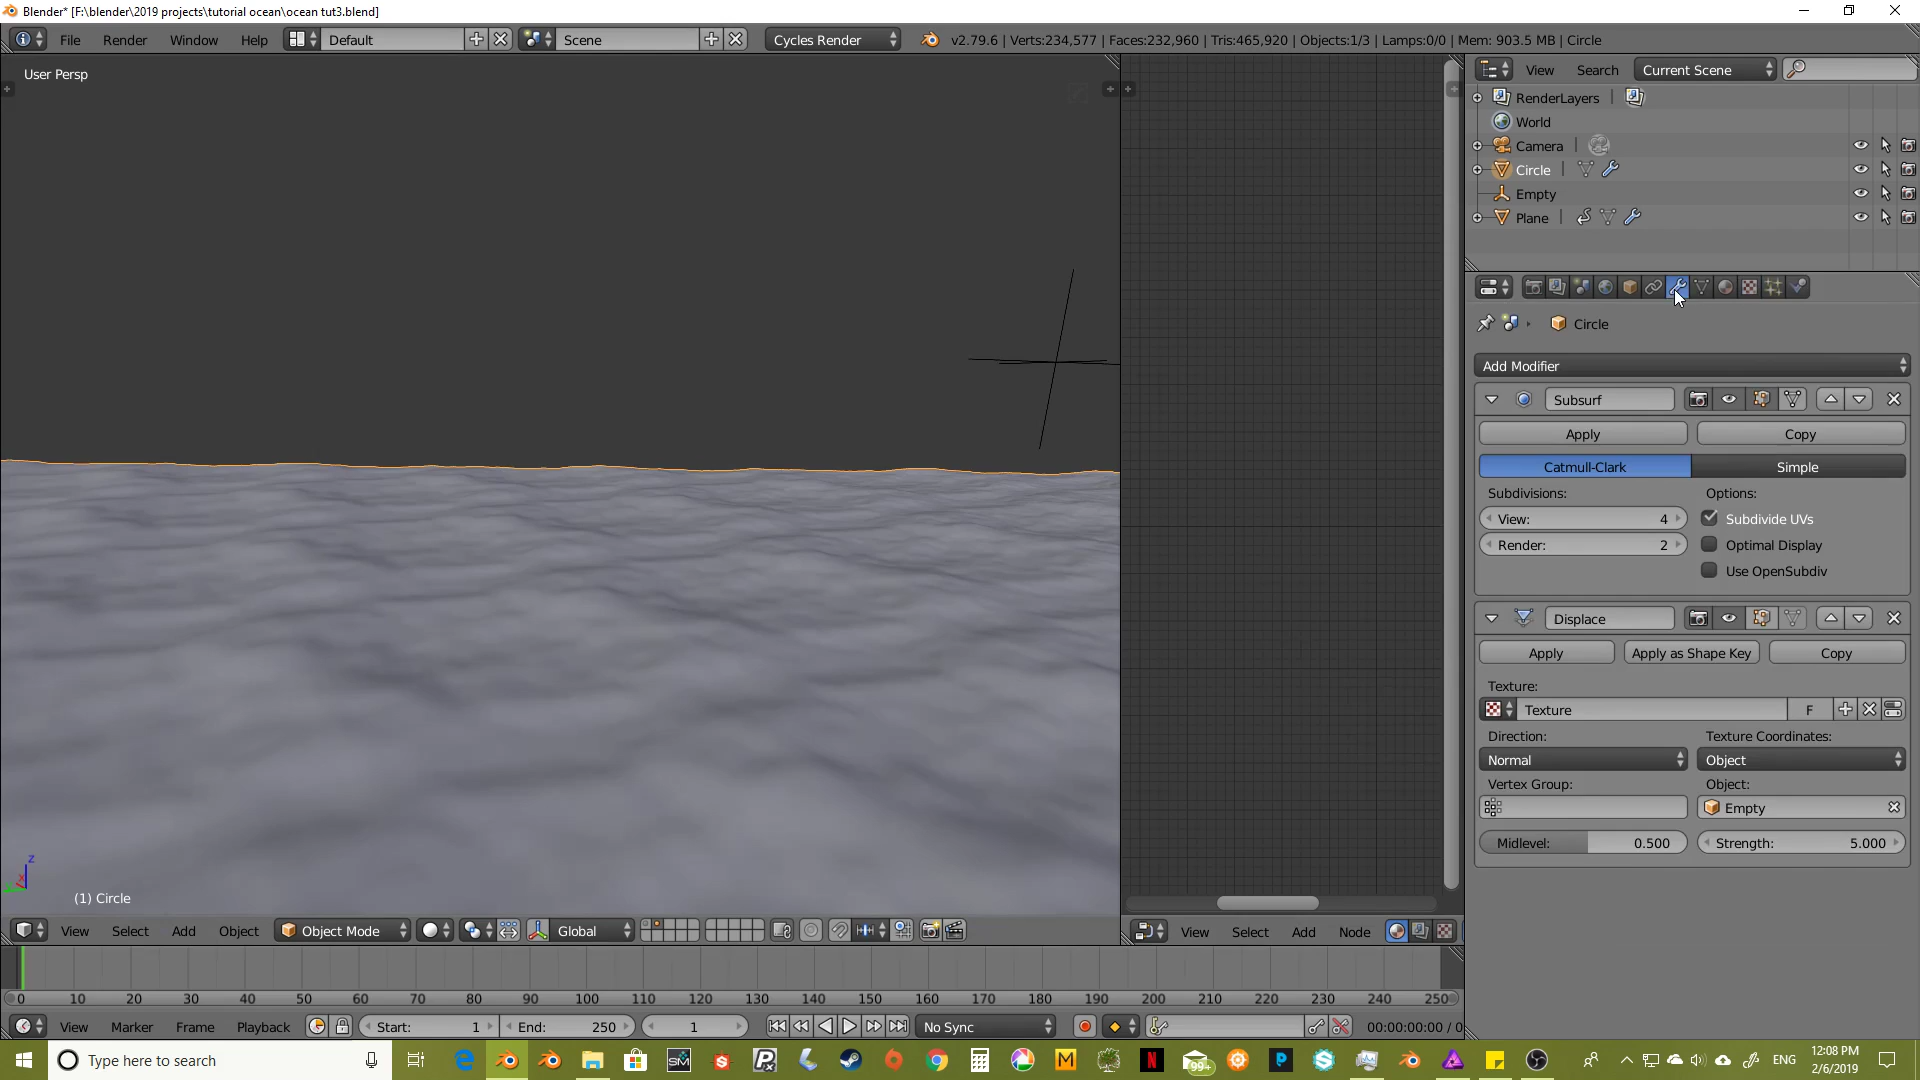 Blender* [F:\blender\2019 projects\tutorial ocean\ocean tut3.blend]
File Render Window Help Default Scene Cycles Render v2.79.6 | Verts:234,577 | Faces:232,960 | Tris:465,920 | Objects:1/3 | Lamps:0/0 | Mem: 903.5 MB | Circle
User Persp
View Search Current Scene
RenderLayers
World
Camera
Circle
Empty
Plane
Circle
Add Modifier
Subsurf
Apply Copy
Catmull-Clark Simple
Subdivisions: Options:
View: 4 Subdivide UVs
Render: 2 Optimal Display
Use OpenSubdiv
Displace
Apply Apply as Shape Key Copy
Texture:
Texture F
Direction: Texture Coordinates:
Normal Object
Vertex Group: Object:
Empty
Midlevel: 0.500 Strength: 5.000
z
x
(1) Circle
View Select Add Object Object Mode Global
View Select Add Node
0 10 20 30 40 50 60 70 80 90 100 110 120 130 140 150 160 170 180 190 200 210 220 230 240 250
View Marker Frame Playback Start: 1 End: 250 1 No Sync 00:00:00:00 / 0
Type here to search
99+
ENG
12:08 PM
2/6/2019